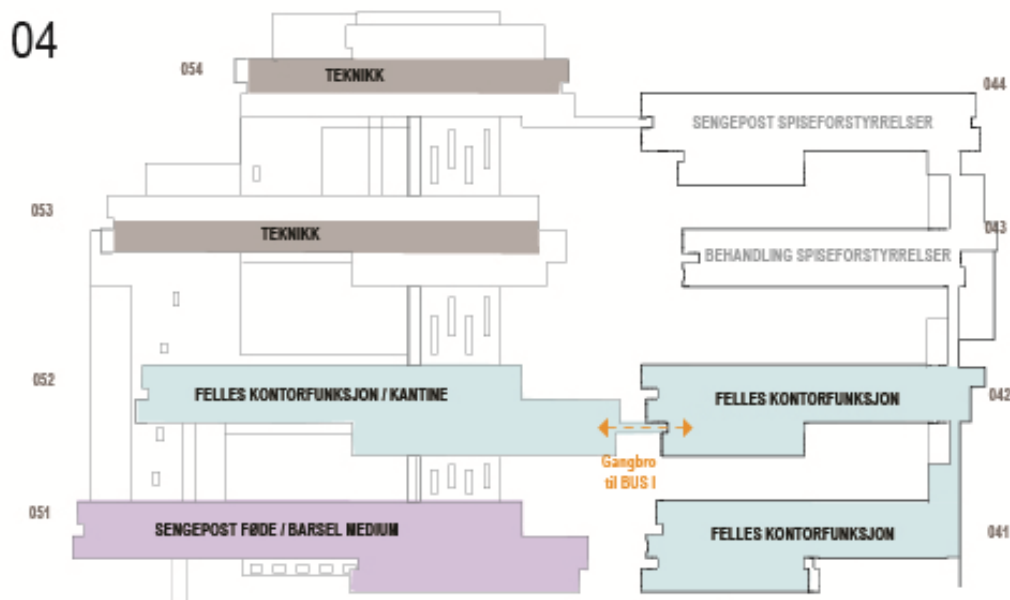 04
054
TEKNIKK
044
SENGEPOST SPISEFORSTYRRELSER
053
TEKNIKK
043
BEHANDLING SPISEFORSTYRRELSER
052
FELLES KONTORFUNKSJON / KANTINE
FELLES KONTORFUNKSJON
042
Gangbro
til BUS I
051
SENGEPOST FØDE / BARSEL MEDIUM
FELLES KONTORFUNKSJON
041